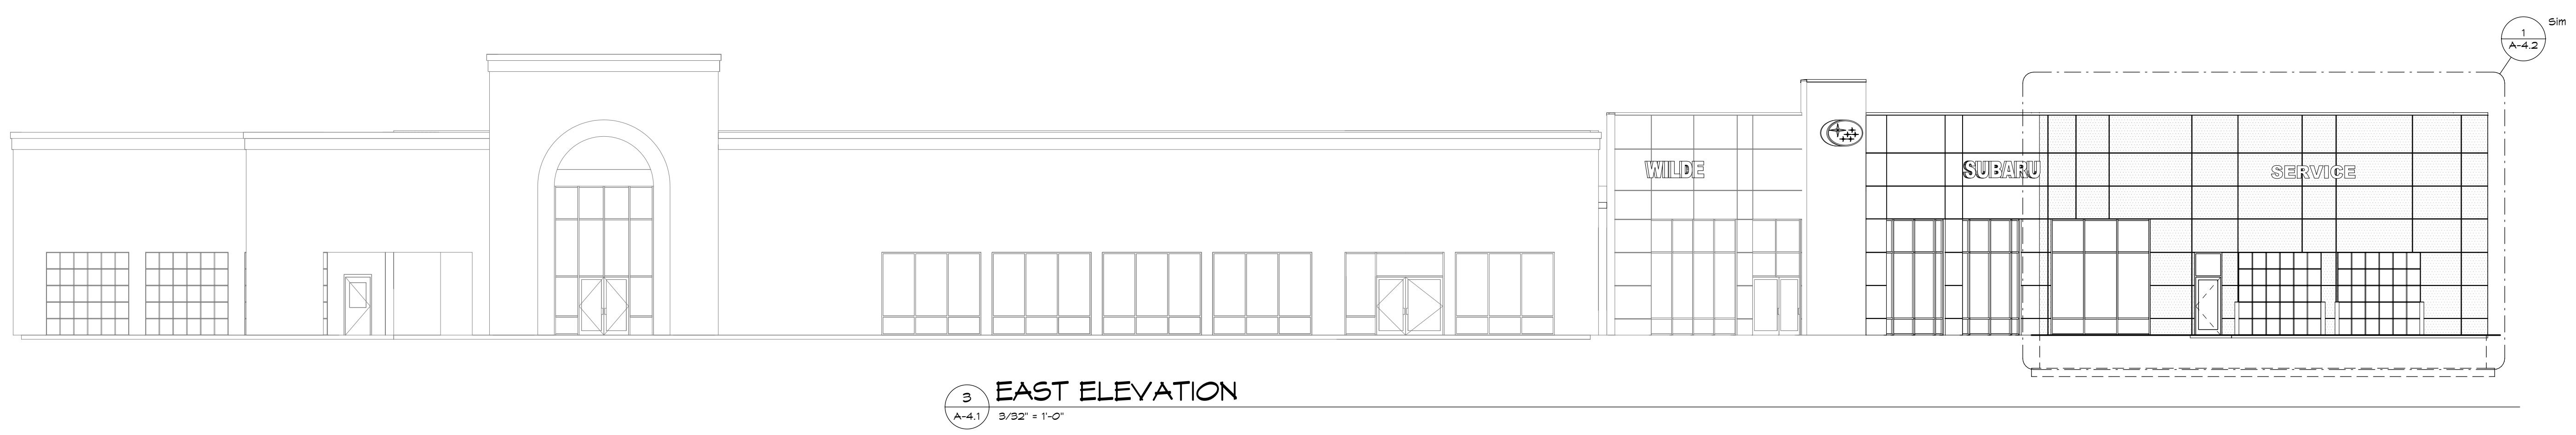 Sim
1
A-4.2
WILDE
SUBARU
SERVICE
3
EAST ELEVATION
A-4.1
3/32" = 1'-0"